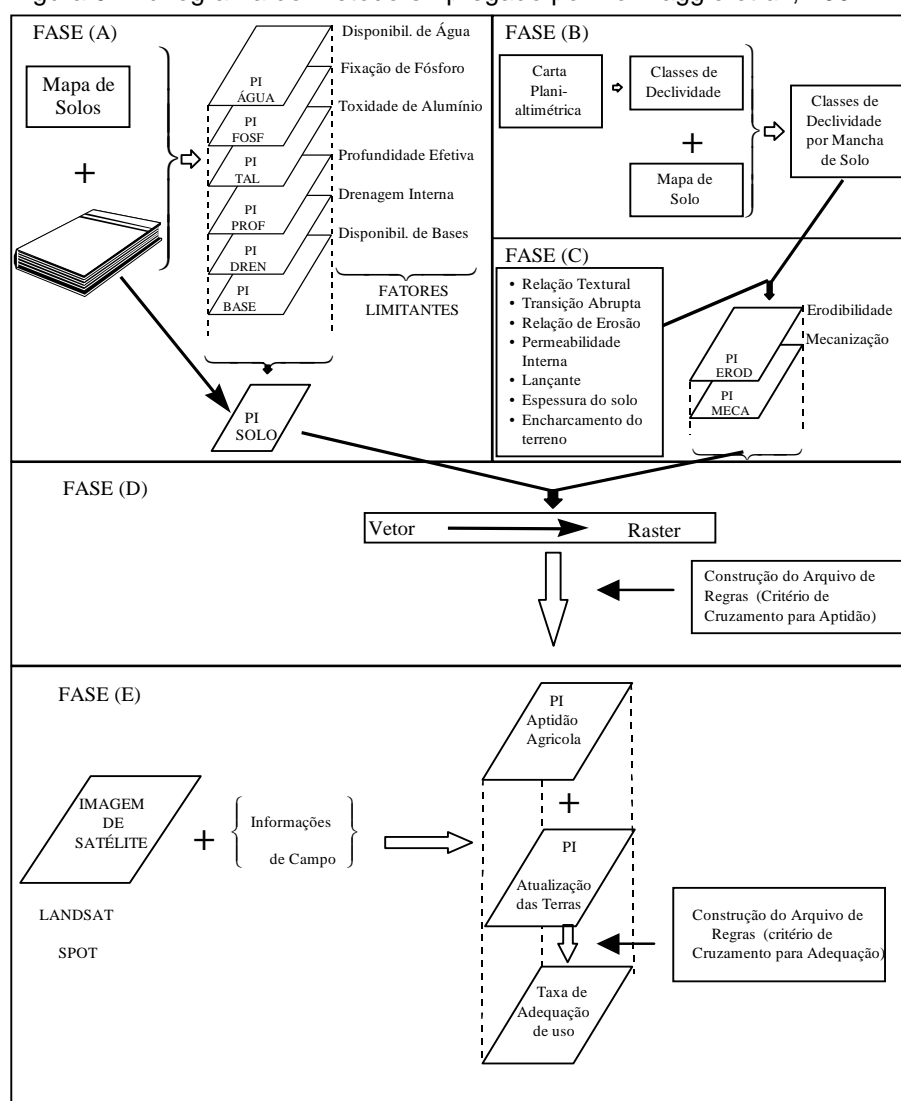 FASE (A)
Mapa de
Solos
+
PI
ÁGUA
PI
FOSF
PI
TAL
PI
PROF
PI
DREN
PI
BASE
Disponibil. de Água
Fixação de Fósforo
Toxidade de Alumínio
Profundidade Efetiva
Drenagem Interna
Disponibil. de Bases
FATORES
LIMITANTES
PI
SOLO
FASE (B)
Carta
Plani-
altimétrica
Classes de
Declividade
+
Mapa de
Solo
Classes de
Declividade
por Mancha
de Solo
FASE (C)
• Relação Textural
• Transição Abrupta
• Relação de Erosão
• Permeabilidade
Interna
• Lançante
• Espessura do solo
• Encharcamento do
terreno
Erodibilidade
Mecanização
PI
EROD
PI
MECA
FASE (D)
Vetor
Raster
Construção do Arquivo de
Regras (Critério de
Cruzamento para Aptidão)
FASE (E)
IMAGEM
DE
SATÉLITE
LANDSAT
SPOT
+
Informações
de Campo
PI
Aptidão
Agricola
+
PI
Atualização
das Terras
Taxa de
Adequação
de uso
Construção do Arquivo de
Regras (critério de
Cruzamento para Adequação)